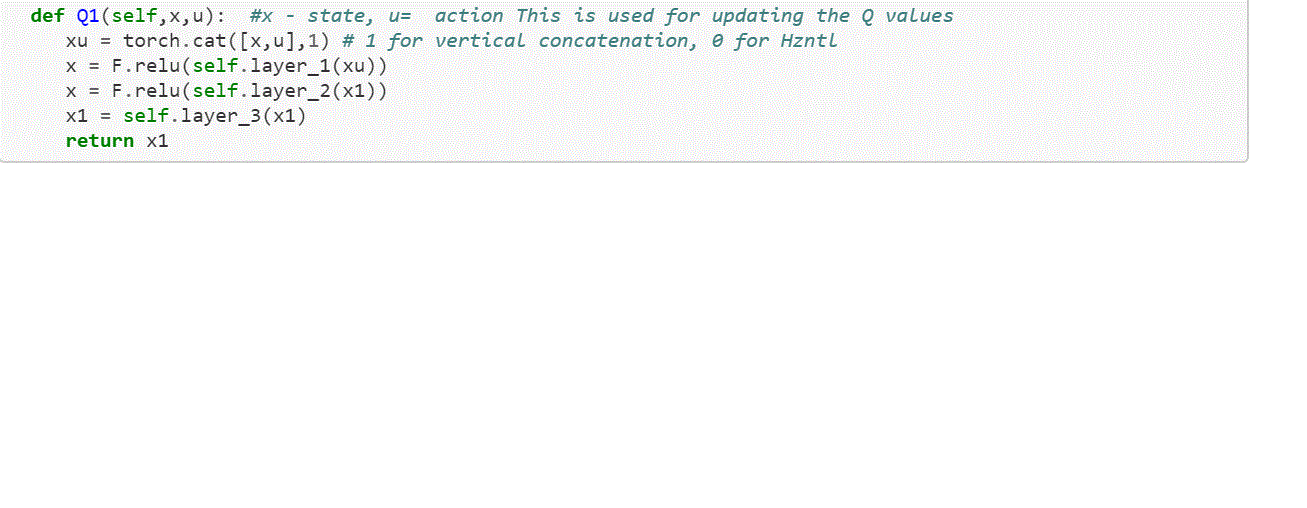 def Q1(self,x,u):  #x - state, u=  action This is used for updating the Q values
xu = torch.cat([x,u],1) # 1 for vertical concatenation, 0 for Hzntl
x = F.relu(self.layer_1(xu))
x = F.relu(self.layer_2(x1))
x1 = self.layer_3(x1)
return x1